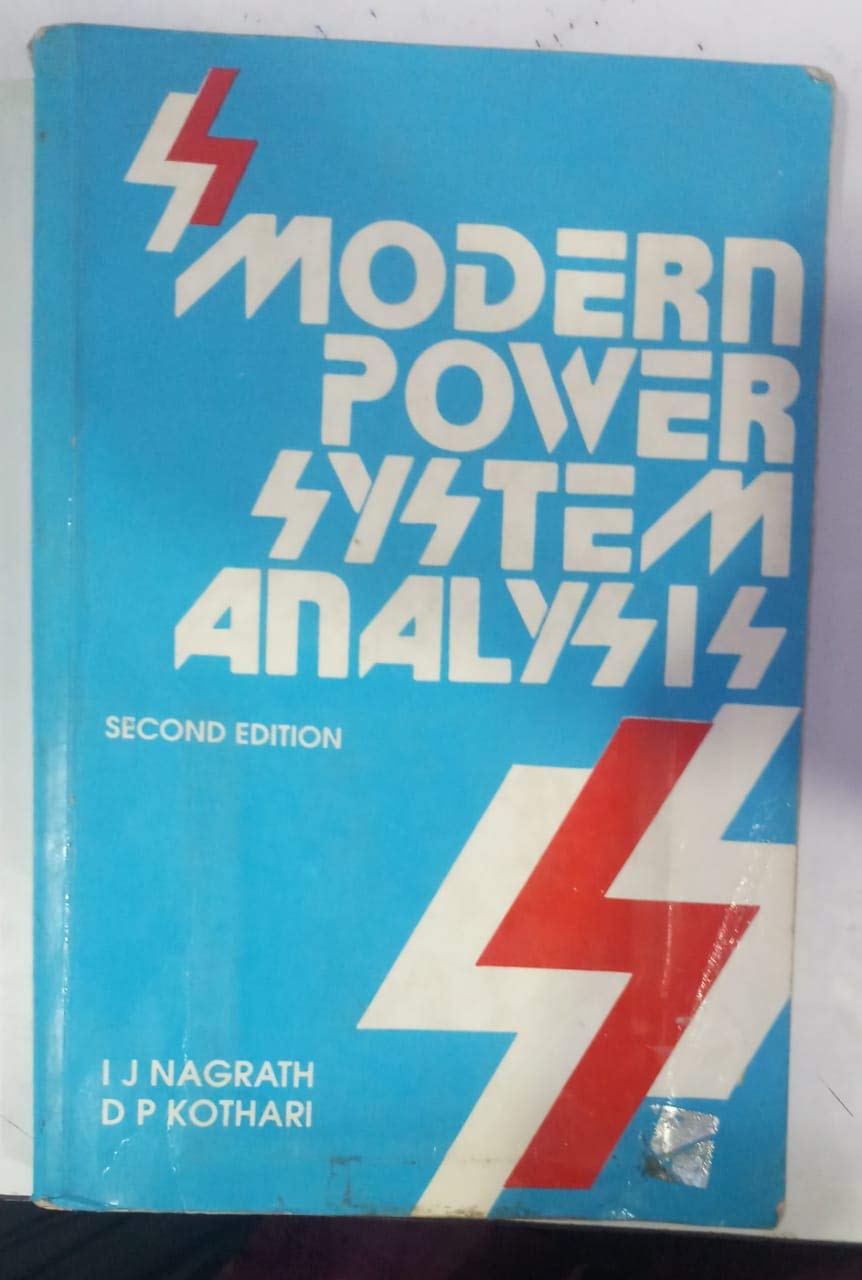 MODERN
POWER
SYSTEM
ANALYSIS
SECOND EDITION
I J NAGRATH
D P KOTHARI